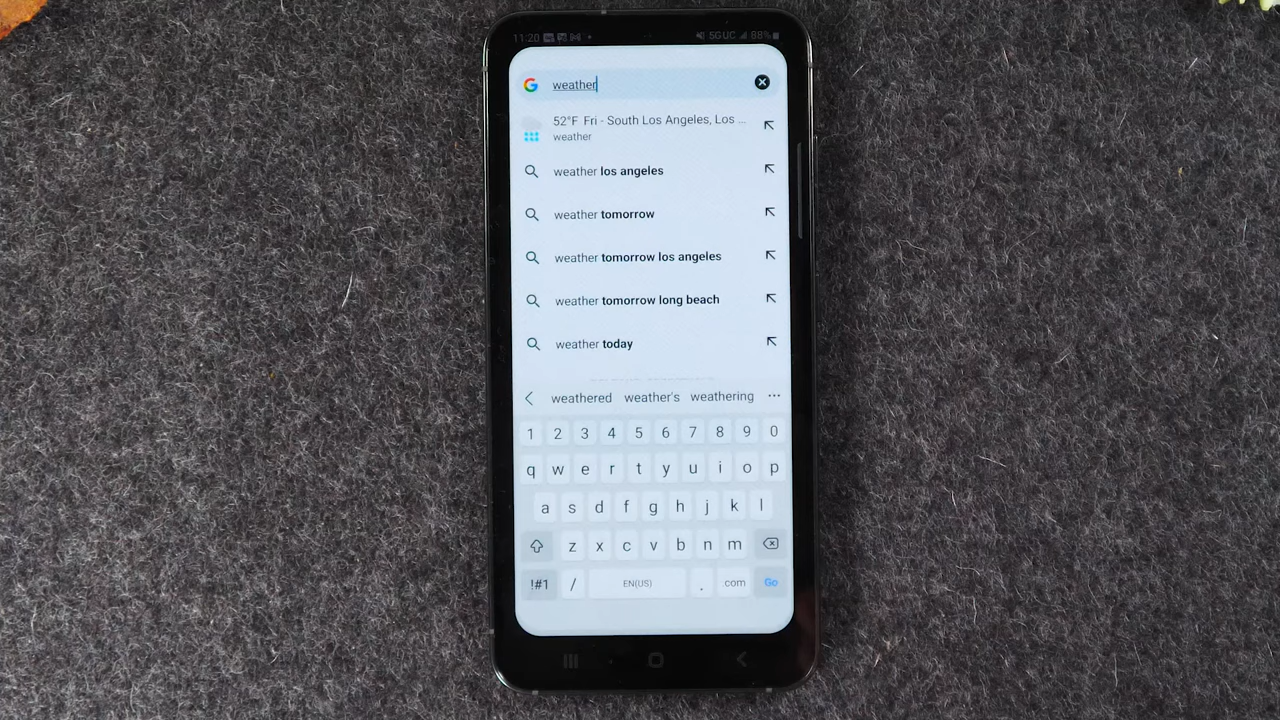 11:20 5GUC 88%
weather
52°F Fri - South Los Angeles, Los ...
weather
weather los angeles
weather tomorrow
weather tomorrow los angeles
weather tomorrow long beach
weather today
weathered weather's weathering ...
1 2 3 4 5 6 7 8 9 0
q w e r t y u i o p
a s d f g h j k l
z x c v b n m
!#1 / EN(US) . .com Go